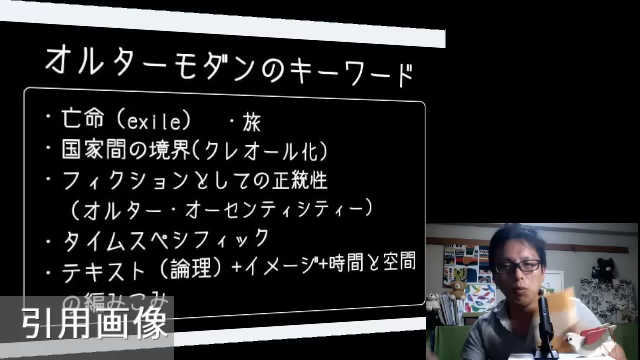 オルターモダンのキーワード
・亡命（exile）　・旅
・国家間の境界(クレオール化)
・フィクションとしての正統性
（オルター・オーセンティシティー）
・タイムスペシフィック
・テキスト（論理）+イメージ+時間と空間
の編みこみ
引用画像